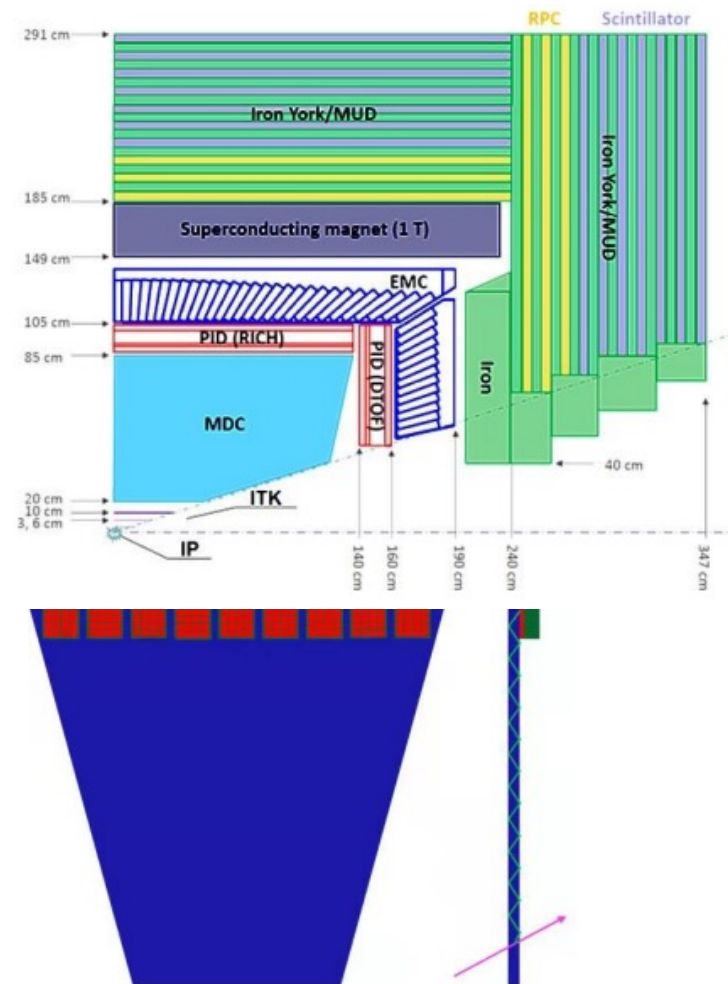 RPC Scintillator
291 cm
Iron York/MUD
Iron York/MUD
185 cm
Superconducting magnet (1 T)
149 cm
EMC
105 cm
PID (RICH)
PID (DTOF)
Iron
85 cm
MDC
40 cm
20 cm
ITK
10 cm
3, 6 cm
IP
140 cm
160 cm
190 cm
240 cm
347 cm